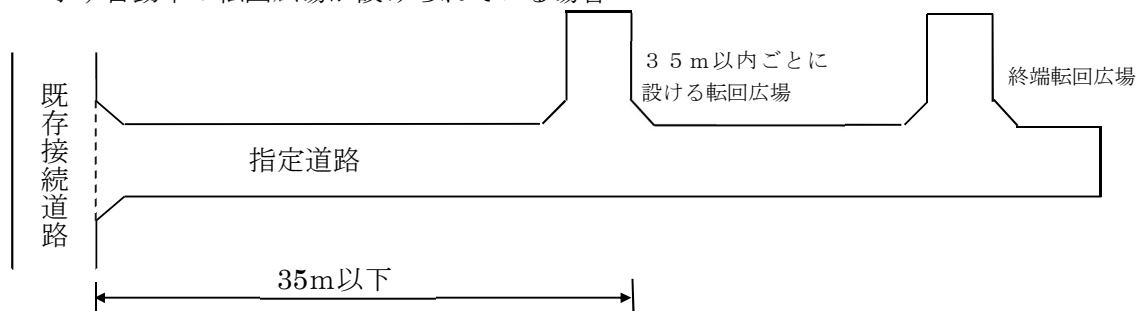 ３５ｍ以内ごとに
設ける転回広場
終端転回広場
既存接続道路
指定道路
35m以下